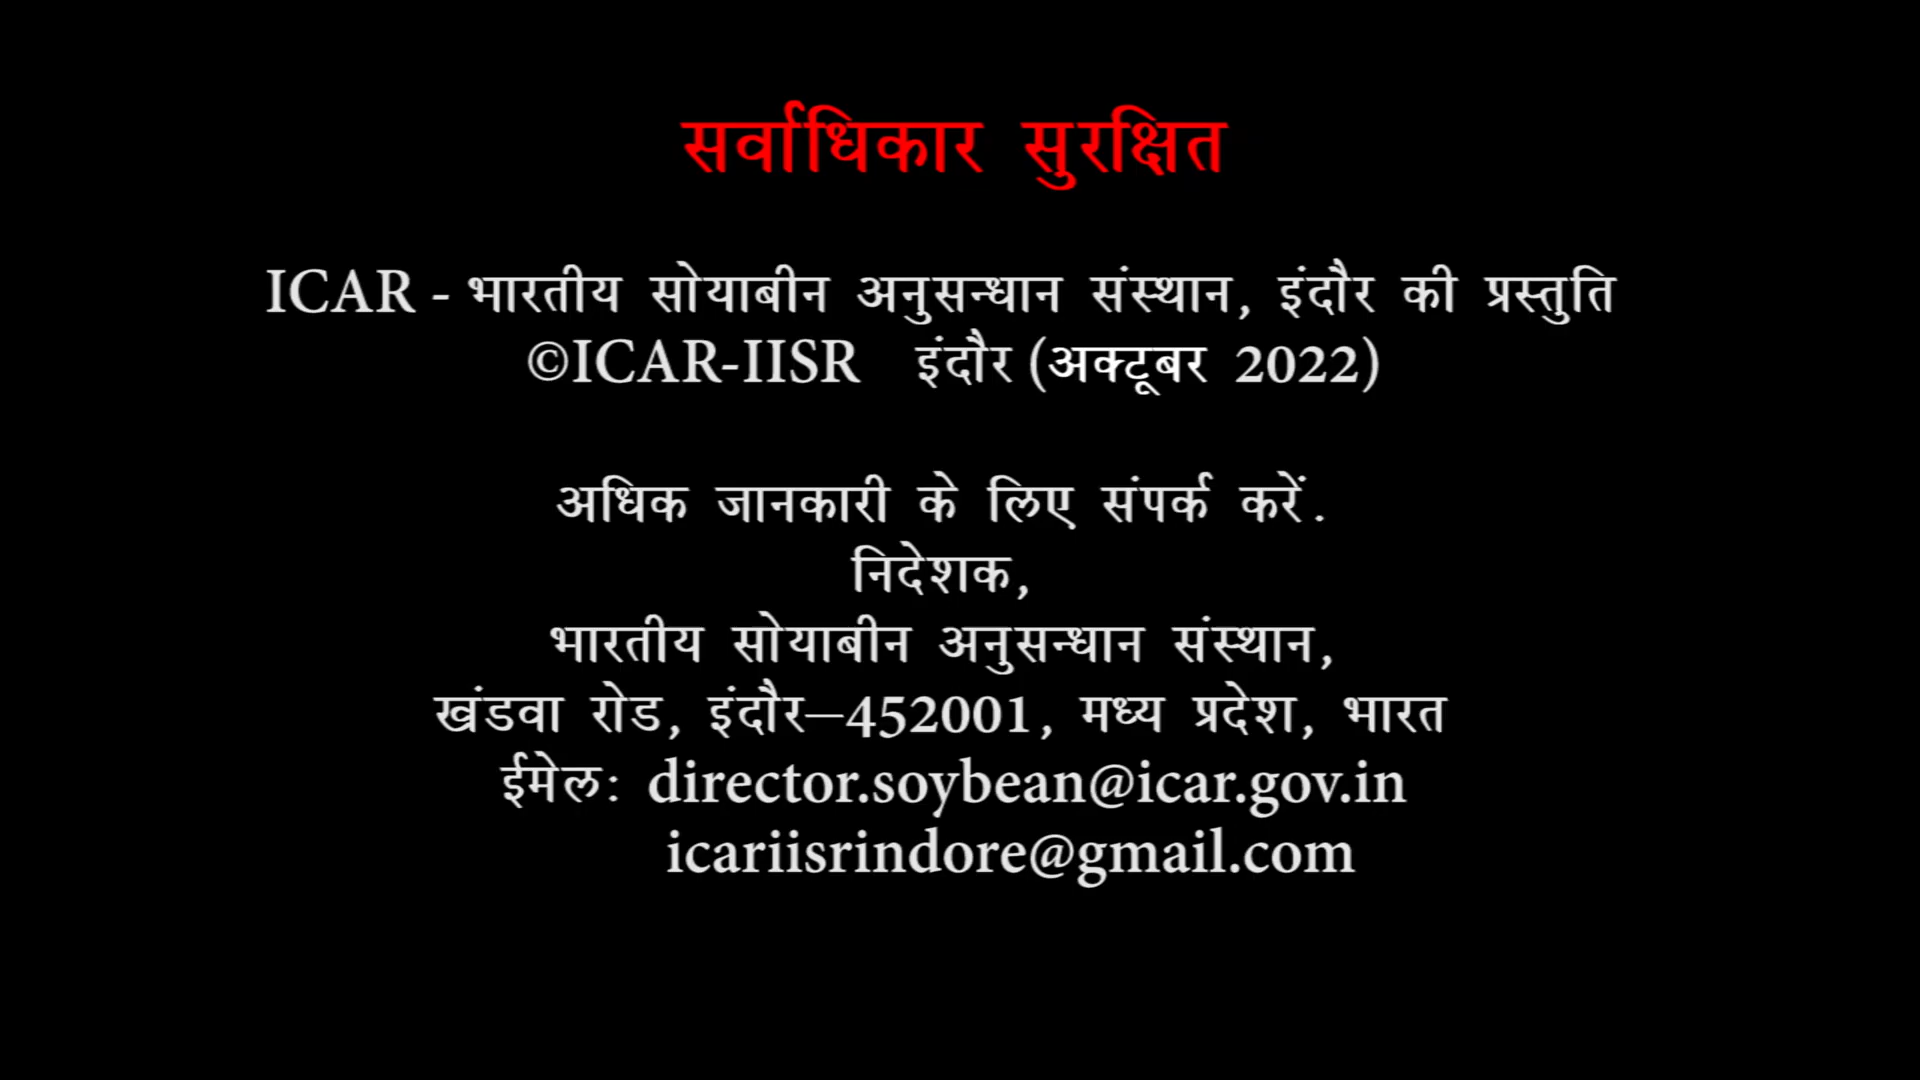 सर्वाधिकार सुरक्षित
ICAR - भारतीय सोयाबीन अनुसन्धान संस्थान, इंदौर की प्रस्तुति
©ICAR-IISR इंदौर (अक्टूबर 2022)
अधिक जानकारी के लिए संपर्क करें.
निदेशक,
भारतीय सोयाबीन अनुसन्धान संस्थान,
खंडवा रोड, इंदौर—452001, मध्य प्रदेश, भारत
ईमेल: director.soybean@icar.gov.in
icariisrindore@gmail.com